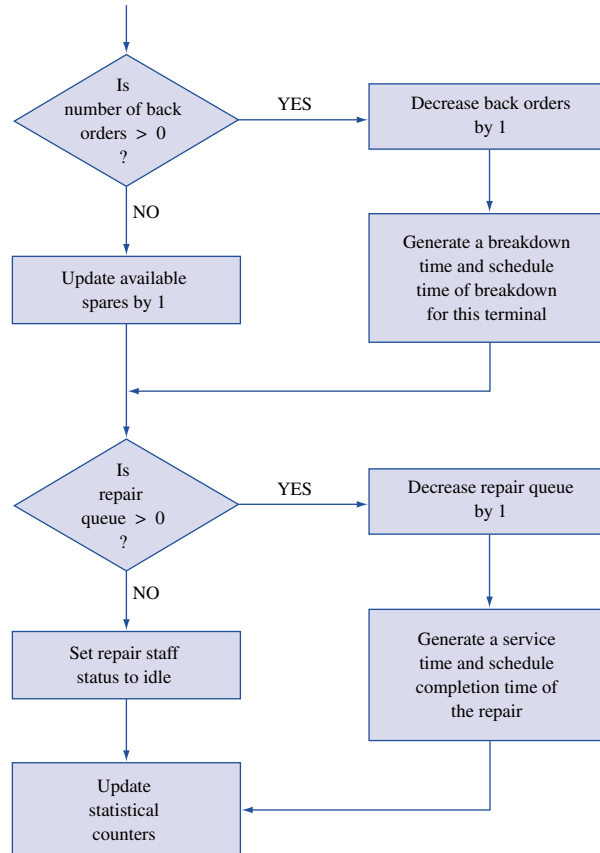 Is
number of back
orders > 0
?
YES
Decrease back orders
by 1
NO
Generate a breakdown
time and schedule
time of breakdown
for this terminal
Update available
spares by 1
Is
repair
queue > 0
?
YES
Decrease repair queue
by 1
NO
Set repair staff
status to idle
Generate a service
time and schedule
completion time of
the repair
Update
statistical
counters